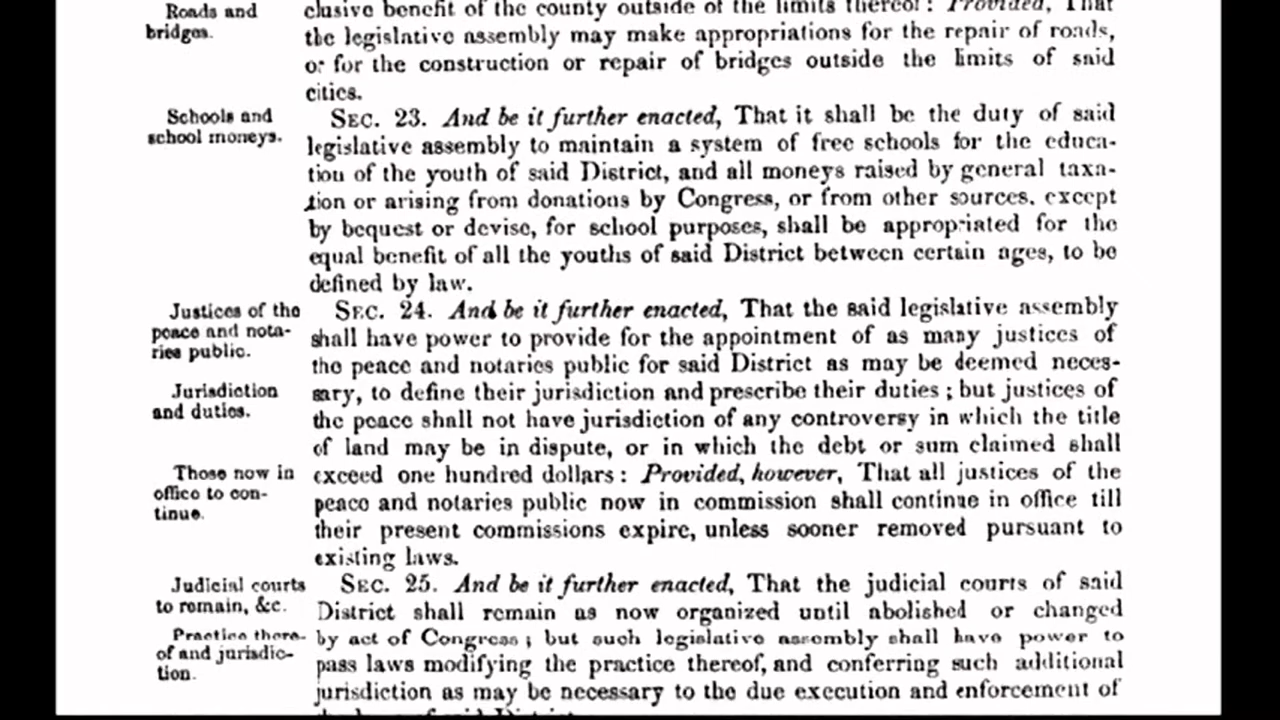 Roads and
bridges.
clusive benefit of the county outside of the limits thereof: Provided, That
the legislative assembly may make appropriations for the repair of roads,
or for the construction or repair of bridges outside the limits of said
cities.
Schools and
school moneys.
SEC. 23. And be it further enacted, That it shall be the duty of said
legislative assembly to maintain a system of free schools for the educa-
tion of the youth of said District, and all moneys raised by general taxa-
tion or arising from donations by Congress, or from other sources, except
by bequest or devise, for school purposes, shall be appropriated for the
equal benefit of all the youths of said District between certain ages, to be
defined by law.
Justices of the
peace and nota-
ries public.
Jurisdiction
and duties.
Those now in
office to con-
tinue.
SEC. 24. And be it further enacted, That the said legislative assembly
shall have power to provide for the appointment of as many justices of
the peace and notaries public for said District as may be deemed neces-
sary, to define their jurisdiction and prescribe their duties; but justices of
the peace shall not have jurisdiction of any controversy in which the title
of land may be in dispute, or in which the debt or sum claimed shall
exceed one hundred dollars: Provided, however, That all justices of the
peace and notaries public now in commission shall continue in office till
their present commissions expire, unless sooner removed pursuant to
existing laws.
Judicial courts
to remain, &c.
Practice there-
of and jurisdic-
tion.
SEC. 25. And be it further enacted, That the judicial courts of said
District shall remain as now organized until abolished or changed
by act of Congress; but such legislative assembly shall have power to
pass laws modifying the practice thereof, and conferring such additional
jurisdiction as may be necessary to the due execution and enforcement of